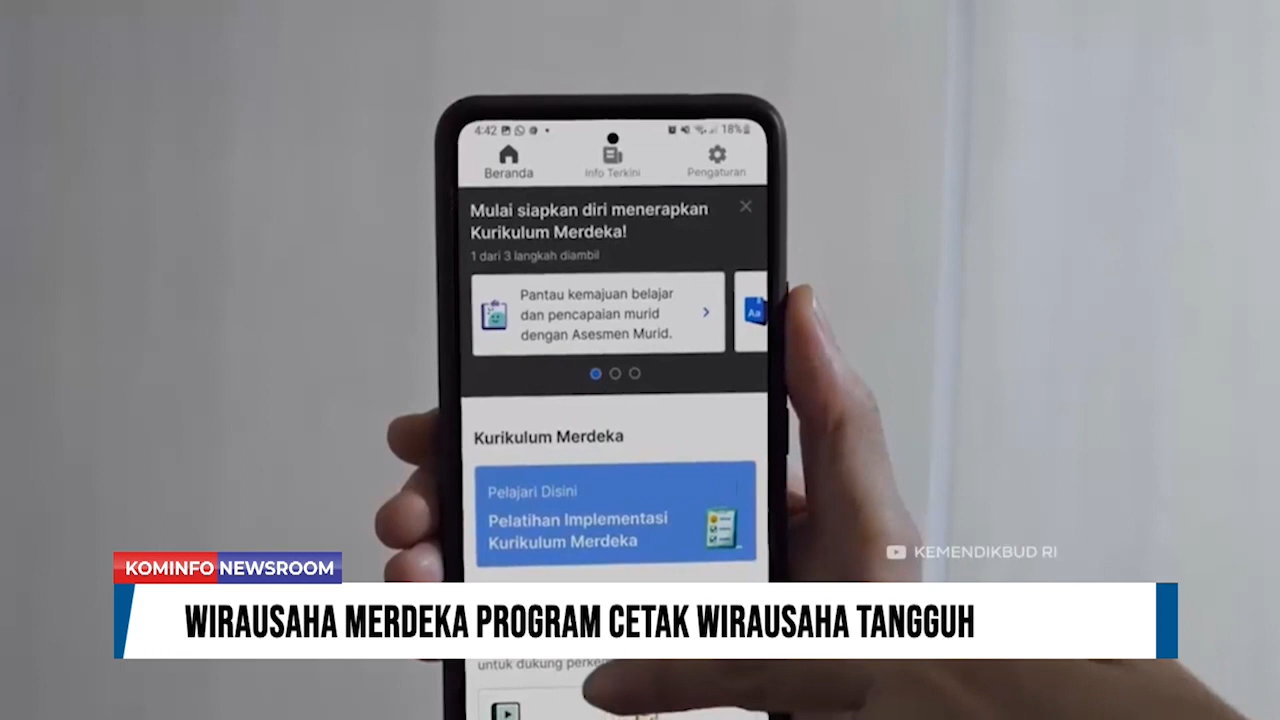 4:42
18%
Beranda
Info Terkini
Pengaturan
Mulai siapkan diri menerapkan
Kurikulum Merdeka!
1 dari 3 langkah diambil
Pantau kemajuan belajar
dan pencapaian murid
dengan Asesmen Murid.
Aa
Kurikulum Merdeka
Pelajari Disini
Pelatihan Implementasi
Kurikulum Merdeka
KEMENDIKBUD RI
KOMINFO NEWSROOM
WIRAUSAHA MERDEKA PROGRAM CETAK WIRAUSAHA TANGGUH
untuk dukung